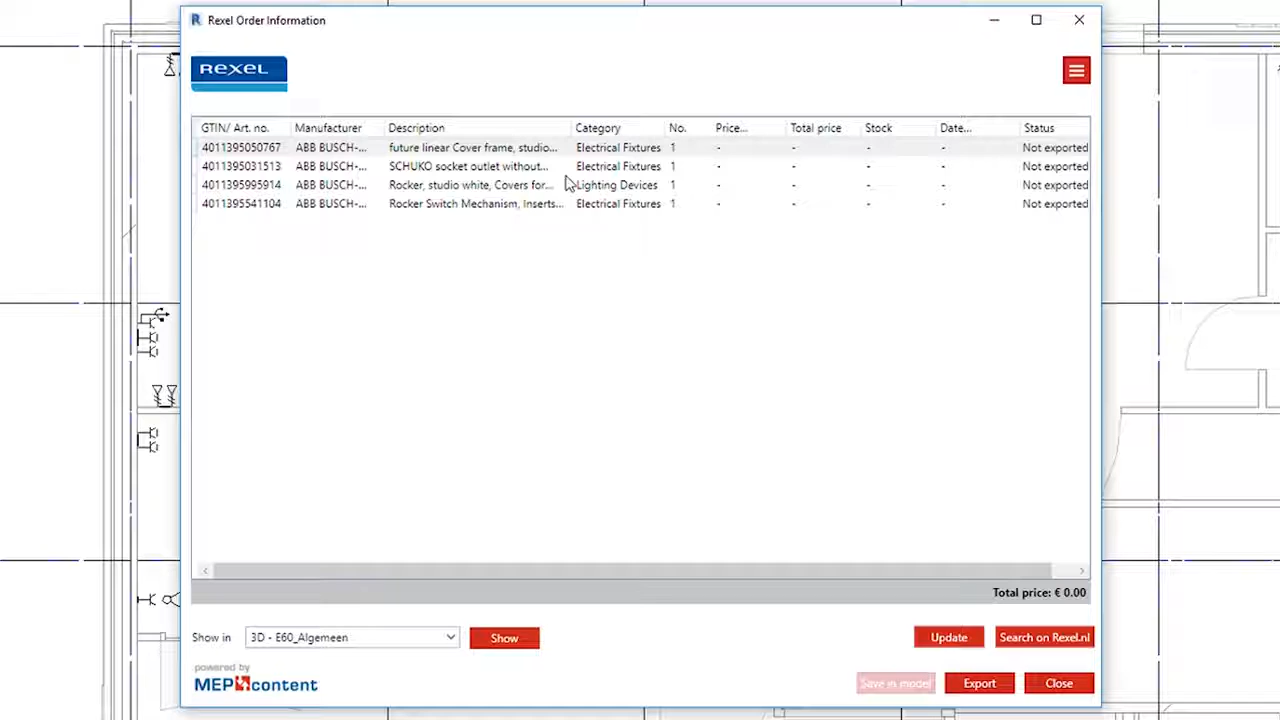 Rexel Order Information
REXEL
GTIN/ Art. no. Manufacturer Description Category No. Price... Total price Stock Date... Status
4011395050767 ABB BUSCH-... future linear Cover frame, studio... Electrical Fixtures 1 - - - - Not exported
4011395031513 ABB BUSCH-... SCHUKO socket outlet without... Electrical Fixtures 1 - - - - Not exported
4011395995914 ABB BUSCH-... Rocker, studio white, Covers for... Lighting Devices 1 - - - - Not exported
4011395541104 ABB BUSCH-... Rocker Switch Mechanism, Inserts... Electrical Fixtures 1 - - - - Not exported
Total price: € 0.00
Show in 3D - E60_Algemeen Show Update Search on Rexel.nl
powered by
MEPcontent Save in model Export Close